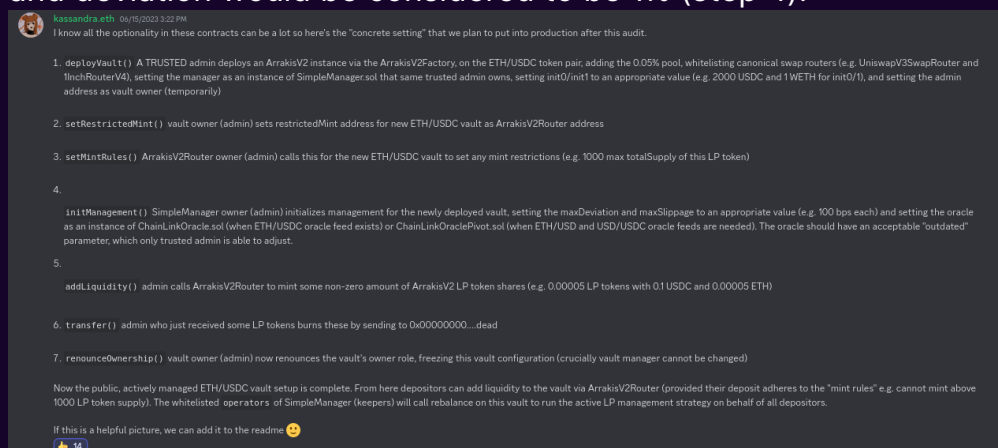 and deviation would be considered to be wt (step 4).
kassandra.eth 06/15/2023 3:22 PM
I know all the optionality in these contracts can be a lot so here's the "concrete setting" that we plan to put into production after this audit.
1. deployVault() A TRUSTED admin deploys an ArrakisV2 instance via the ArrakisV2Factory, on the ETH/USDC token pair, adding the 0.05% pool, whitelisting canonical swap routers (e.g. UniswapV3SwapRouter and
1InchRouterV4), setting the manager as an instance of SimpleManager.sol that same trusted admin owns, setting init0/init1 to an appropriate value (e.g. 2000 USDC and 1 WETH for init0/1), and setting the admin
address as vault owner (temporarily)
2. setRestrictedMint() vault owner (admin) sets restrictedMint address for new ETH/USDC vault as ArrakisV2Router address
3. setMintRules() ArrakisV2Router owner (admin) calls this for the new ETH/USDC vault to set any mint restrictions (e.g. 1000 max totalSupply of this LP token)
4.
initManagement() SimpleManager owner (admin) initializes management for the newly deployed vault, setting the maxDeviation and maxSlippage to an appropriate value (e.g. 100 bps each) and setting the oracle
as an instance of ChainLinkOracle.sol (when ETH/USDC oracle feed exists) or ChainLinkOraclePivot.sol (when ETH/USD and USD/USDC oracle feeds are needed). The oracle should have an acceptable "outdated"
parameter, which only trusted admin is able to adjust.
5.
addLiquidity() admin calls ArrakisV2Router to mint some non-zero amount of ArrakisV2 LP token shares (e.g. 0.00005 LP tokens with 0.1 USDC and 0.00005 ETH)
6. transfer() admin who just received some LP tokens burns these by sending to 0x00000000....dead
7. renounceOwnership() vault owner (admin) now renounces the vault's owner role, freezing this vault configuration (crucially vault manager cannot be changed)
Now the public, actively managed ETH/USDC vault setup is complete. From here depositors can add liquidity to the vault via ArrakisV2Router (provided their deposit adheres to the "mint rules" e.g. cannot mint above
1000 LP token supply). The whitelisted operators of SimpleManager (keepers) will call rebalance on this vault to run the active LP management strategy on behalf of all depositors.
If this is a helpful picture, we can add it to the readme 🙂
👍 14